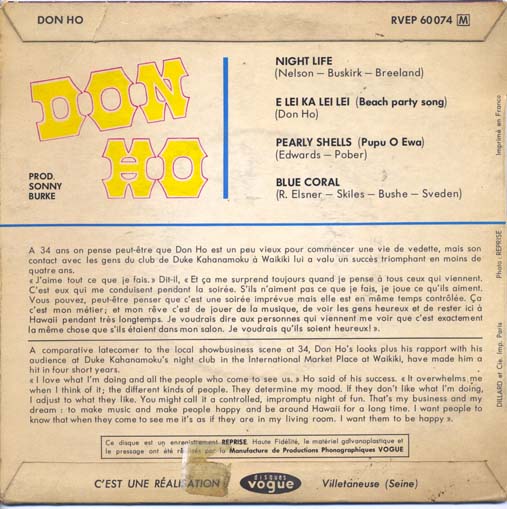 DON HO
RVEP 60 074 M
DON
HO
PROD.
SONNY
BURKE
NIGHT LIFE
(Nelson – Buskirk – Breeland)
E LEI KA LEI LEI (Beach party song)
(Don Ho)
PEARLY SHELLS (Pupu O Ewa)
(Edwards – Pober)
BLUE CORAL
(R. Elsner – Skiles – Bushe – Sveden)
Imprimé en France
Photo : REPRISE
DILLARD et Cie. Imp. Paris
A 34 ans on pense peut-être que Don Ho est un peu vieux pour commencer une vie de vedette, mais son
contact avec les gens du club de Duke Kahanamoku à Waikiki lui a valu un succès triomphant en moins de
quatre ans.
« J'aime tout ce que je fais. » Dit-il, « Et ça me surprend toujours quand je pense à tous ceux qui viennent.
C'est eux qui me conduisent pendant la soirée. S'ils n'aiment pas ce que je fais, je joue ce qu'ils aiment.
Vous pouvez, peut-être penser que c'est une soirée imprévue mais elle est en même temps contrôlée. Ça
c'est mon métier; et mon rêve c'est de jouer de la musique, de voir les gens heureux et de rester ici à
Hawaii pendant très longtemps. Je voudrais dire aux personnes qui viennent me voir que c'est exactement
la même chose que s'ils étaient dans mon salon. Je voudrais qu'ils soient heureux! ».
A comparative latecomer to the local showbusiness scene at 34, Don Ho's looks plus his rapport with his
audience at Duke Kahanamoku's night club in the International Market Place at Waikiki, have made him a
hit in four short years.
« I love what I'm doing and all the people who come to see us. » Ho said of his success. « It overwhelms me
when I think of it; the different kinds of people. They determine my mood. If they don't like what I'm doing,
I adjust to what they like. You might call it a controlled, impromptu night of fun. That's my business and my
dream : to make music and make people happy and be around Hawaii for a long time. I want people to
know that when they come to see me it's as if they are in my living room. I want them to be happy ».
Ce disque est un enregistrement REPRISE. Haute Fidélité, le matériel galvanoplastique et
le pressage ont été réalisés par la Manufacture de Productions Phonographiques VOGUE
C'EST UNE RÉALISATION
disques
vogue
Villetaneuse (Seine)